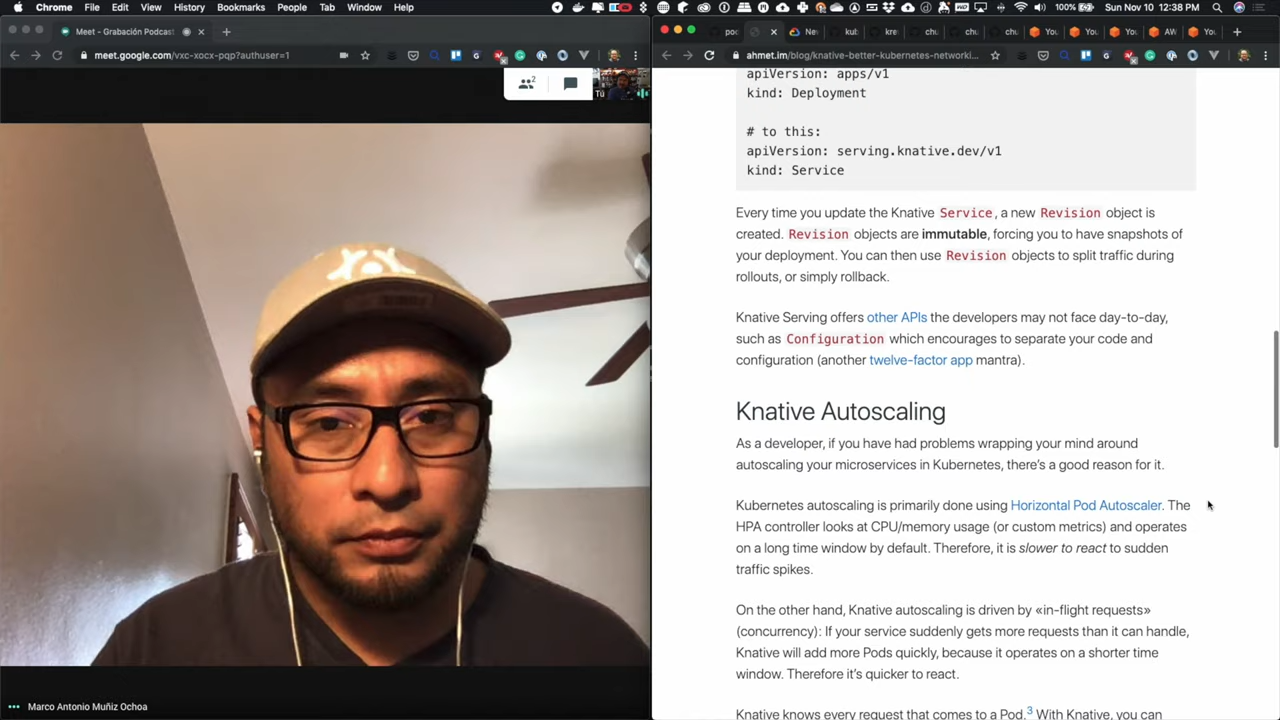 Chrome File Edit View History Bookmarks People Tab Window Help
100% Sun Nov 10 12:38 PM
Meet - Grabación Podcast
meet.google.com/vxc-xocx-pqp?authuser=1
2
Tú
Marco Antonio Muñiz Ochoa
ahmet.im/blog/knative-better-kubernetes-networki...
apiVersion: apps/v1
kind: Deployment
# to this:
apiVersion: serving.knative.dev/v1
kind: Service
Every time you update the Knative Service, a new Revision object is
created. Revision objects are immutable, forcing you to have snapshots of
your deployment. You can then use Revision objects to split traffic during
rollouts, or simply rollback.
Knative Serving offers other APIs the developers may not face day-to-day,
such as Configuration which encourages to separate your code and
configuration (another twelve-factor app mantra).
Knative Autoscaling
As a developer, if you have had problems wrapping your mind around
autoscaling your microservices in Kubernetes, there's a good reason for it.
Kubernetes autoscaling is primarily done using Horizontal Pod Autoscaler. The
HPA controller looks at CPU/memory usage (or custom metrics) and operates
on a long time window by default. Therefore, it is slower to react to sudden
traffic spikes.
On the other hand, Knative autoscaling is driven by «in-flight requests»
(concurrency): If your service suddenly gets more requests than it can handle,
Knative will add more Pods quickly, because it operates on a shorter time
window. Therefore it's quicker to react.
Knative knows every request that comes to a Pod.3 With Knative, you can